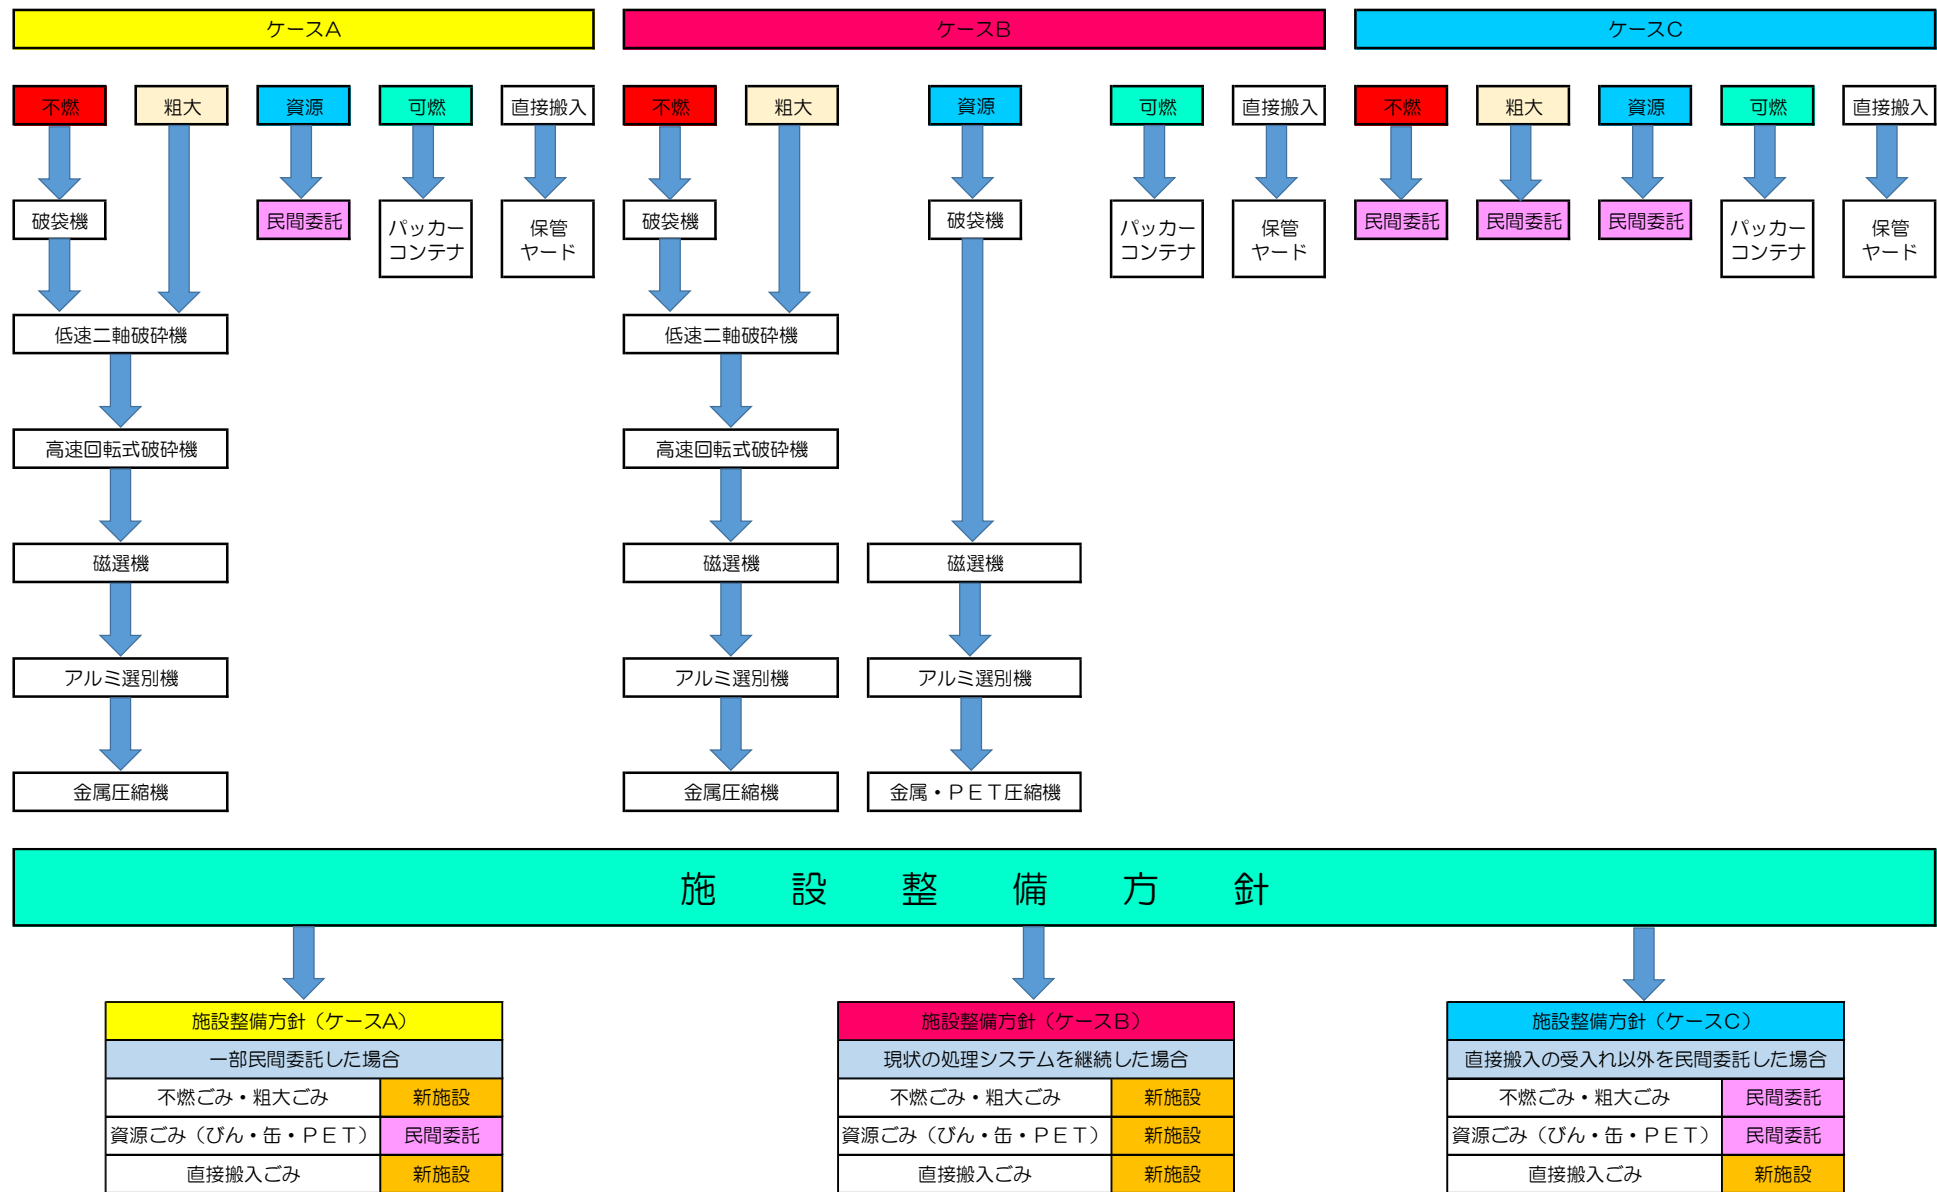 ケースA
ケースB
ケースC
不燃 粗大 資源 可燃 直接搬入
不燃 粗大 資源 可燃 直接搬入
不燃 粗大 資源 可燃 直接搬入
破袋機 民間委託 パッカー 保管
コンテナ ヤード
破袋機 破袋機 パッカー 保管
コンテナ ヤード
民間委託 民間委託 民間委託 パッカー 保管
コンテナ ヤード
低速二軸破砕機
低速二軸破砕機
高速回転式破砕機
高速回転式破砕機
磁選機
磁選機
磁選機
アルミ選別機
アルミ選別機
アルミ選別機
金属圧縮機
金属圧縮機
金属・PET圧縮機
施設整備方針
施設整備方針（ケースA）
一部民間委託した場合
不燃ごみ・粗大ごみ 新施設
資源ごみ（びん・缶・PET） 民間委託
直接搬入ごみ 新施設
施設整備方針（ケースB）
現状の処理システムを継続した場合
不燃ごみ・粗大ごみ 新施設
資源ごみ（びん・缶・PET） 新施設
直接搬入ごみ 新施設
施設整備方針（ケースC）
直接搬入の受入れ以外を民間委託した場合
不燃ごみ・粗大ごみ 民間委託
資源ごみ（びん・缶・PET） 民間委託
直接搬入ごみ 新施設